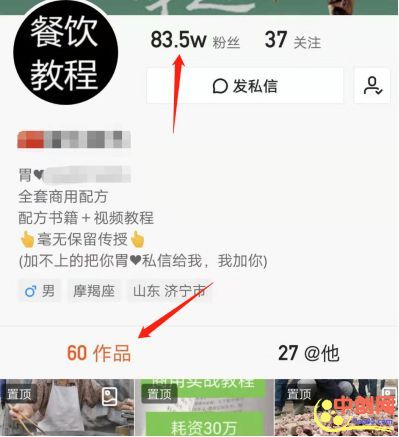 餐饮
教程
83.5w 粉丝
37 关注
发私信
胃❤
全套商用配方
配方书籍+视频教程
👆毫无保留传授👆
(加不上的把你胃❤私信给我，我加你)
♂ 男
摩羯座
山东 济宁市
60 作品
27 @他
置顶
置顶
商用实战教程
耗资30万
置顶
中创网